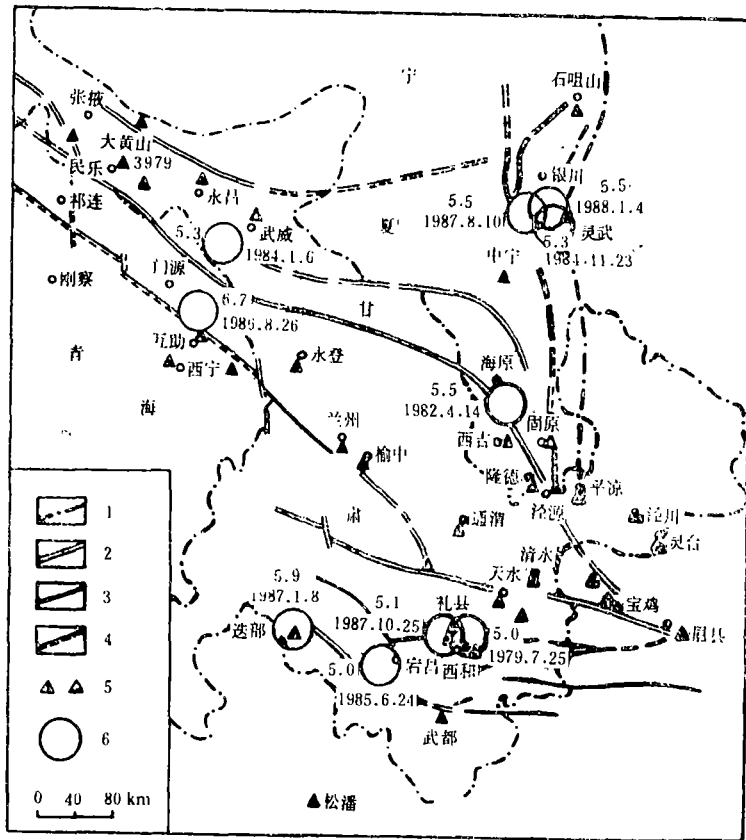 宁
石咀山
张掖
大黄山
3979
民乐
祁连
永昌
银川
5.5
1987.8.10
5.5
1988.1.4
灵武
5.3
1984.11.23
夏
武威
5.3
1984.1.6
中宁
门源
刚察
甘
6.7
1986.8.26
互助
西宁
永登
青
海
海原
5.5
1982.4.14
兰州
榆中
西吉
固原
隆德
泾源
平凉
肃
通渭
泾川
灵台
清水
天水
宝鸡
眉县
5.9
1987.1.8
迭部
5.1
1987.10.25
礼县
5.0
1979.7.25
西和
宕昌
5.0
1985.6.24
武都
松潘
1
2
3
4
5
6
0 40 80 km